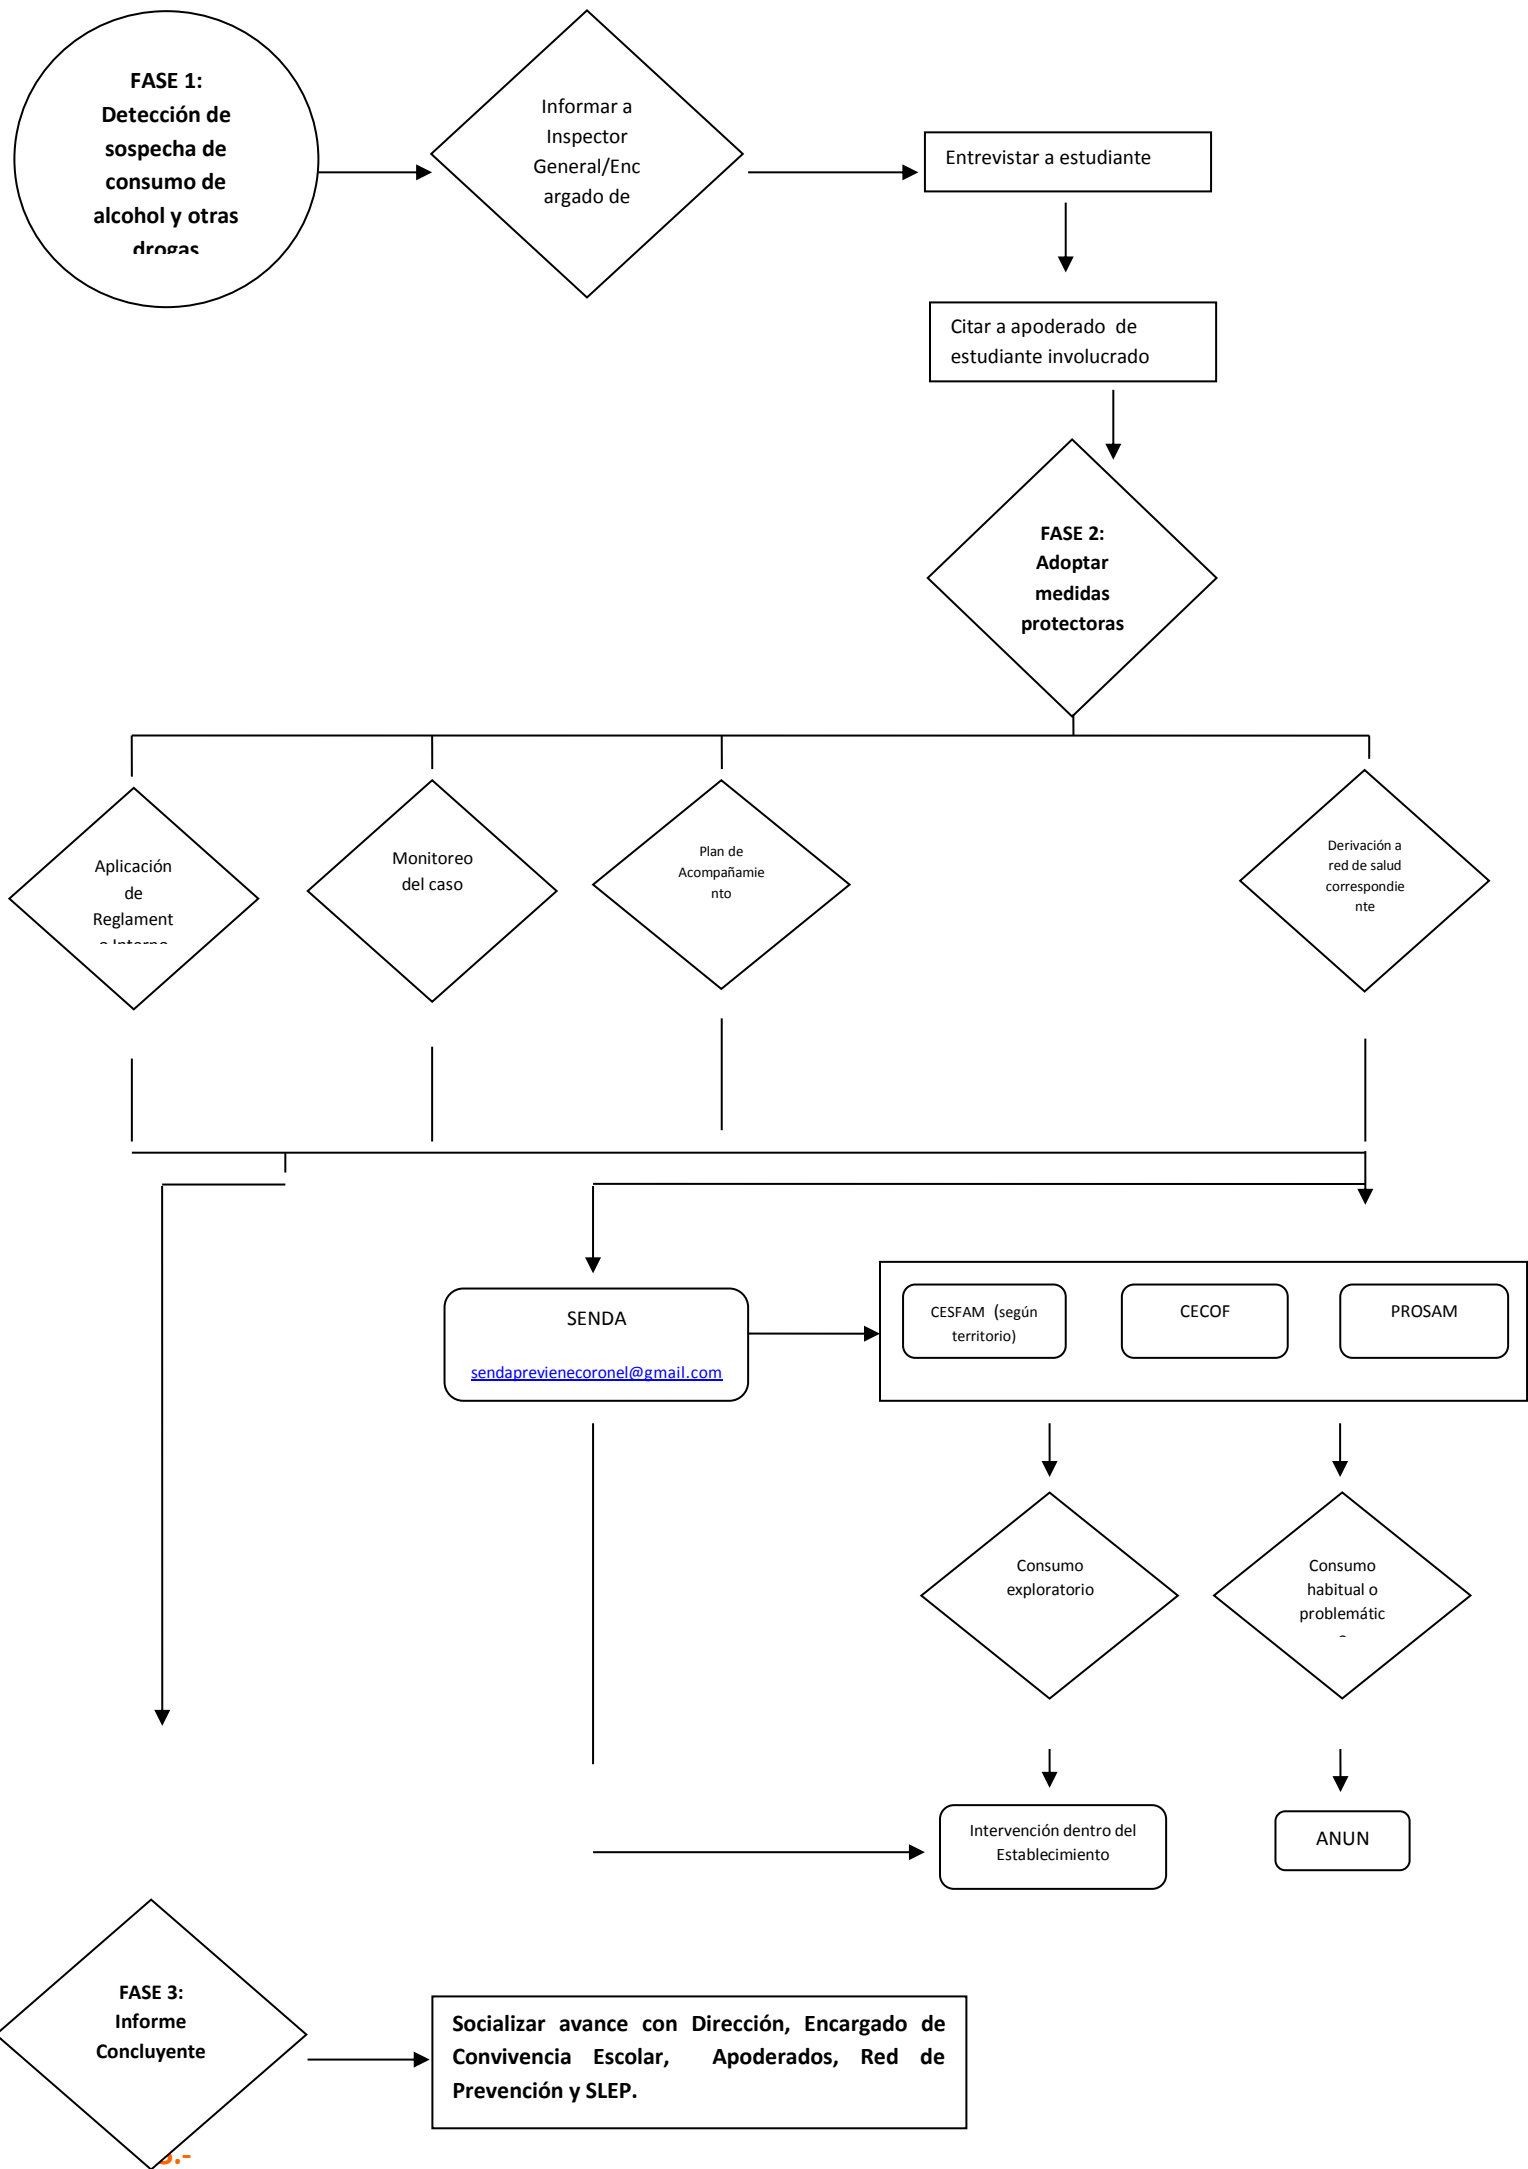 FASE 1:
Detección de
sospecha de
consumo de
alcohol y otras
drogas
Informar a
Inspector
General/Enc
argado de
Entrevistar a estudiante
Citar a apoderado de
estudiante involucrado
FASE 2:
Adoptar
medidas
protectoras
Aplicación
de
Reglament
o Interno
Monitoreo
del caso
Plan de
Acompañamie
nto
Derivación a
red de salud
correspondie
nte
SENDA
sendaprevienecoronel@gmail.com
CESFAM (según
territorio)
CECOF
PROSAM
Consumo
exploratorio
Consumo
habitual o
problemátic
Intervención dentro del
Establecimiento
ANUN
FASE 3:
Informe
Concluyente
Socializar avance con Dirección, Encargado de
Convivencia Escolar, Apoderados, Red de
Prevención y SLEP.